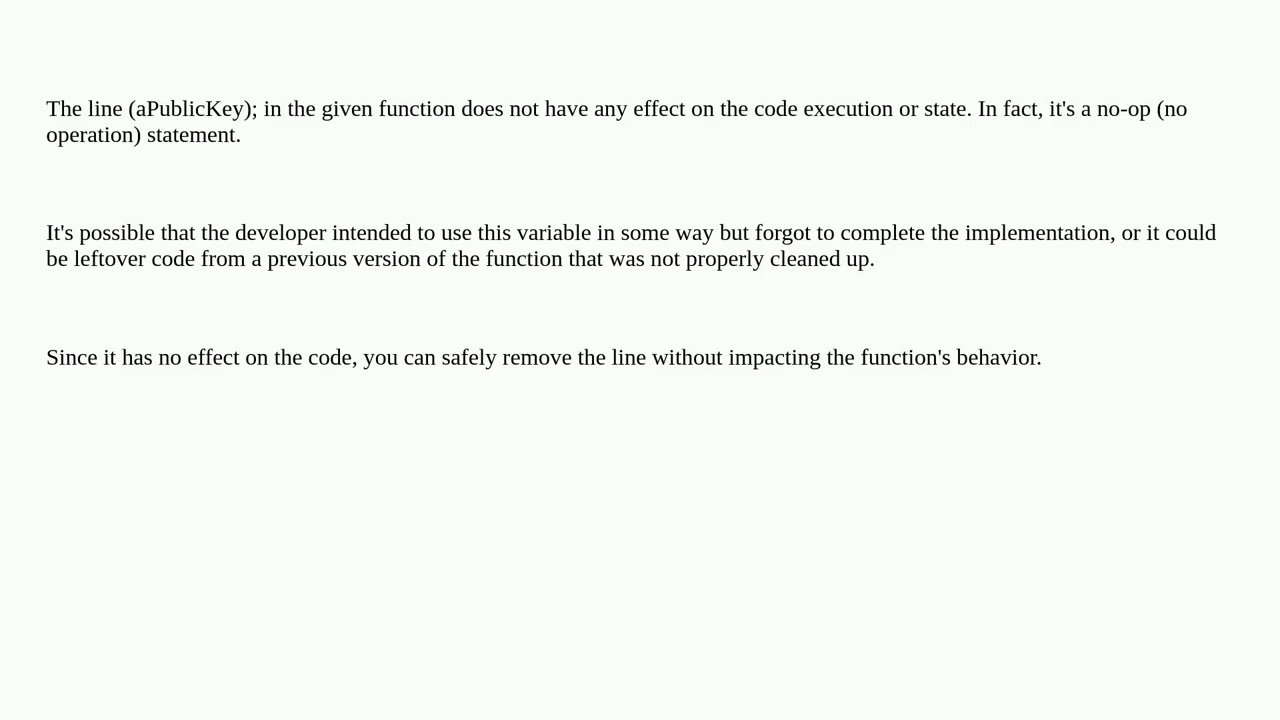 The line (aPublicKey); in the given function does not have any effect on the code execution or state. In fact, it's a no-op (no
operation) statement.
It's possible that the developer intended to use this variable in some way but forgot to complete the implementation, or it could
be leftover code from a previous version of the function that was not properly cleaned up.
Since it has no effect on the code, you can safely remove the line without impacting the function's behavior.